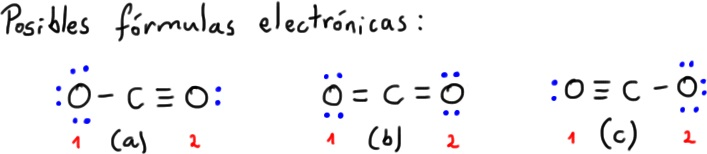 Posibles fórmulas electrónicas:
:Ö - C ≡ O: Ö = C = Ö :O ≡ C - Ö:
1 (a) 2 1 (b) 2 1 (c) 2